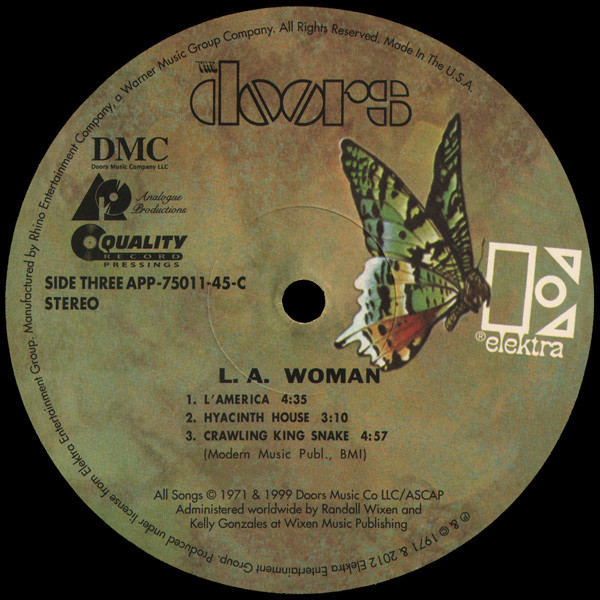 Produced under license from Elektra Entertainment Group. Manufactured by Rhino Entertainment Company, a Warner Music Group Company. All Rights Reserved. Made In The U.S.A.
THE
doors
DMC
Doors Music Company LLC
Analogue
Productions
QUALITY
RECORD
PRESSINGS
SIDE THREE APP-75011-45-C
STEREO
® elektra
L.A. WOMAN
1. L'AMERICA 4:35
2. HYACINTH HOUSE 3:10
3. CRAWLING KING SNAKE 4:57
(Modern Music Publ., BMI)
All Songs © 1971 & 1999 Doors Music Co LLC/ASCAP
Administered worldwide by Randall Wixen and
Kelly Gonzales at Wixen Music Publishing
℗ & © 1971 & 2012 Elektra Entertainment Group.